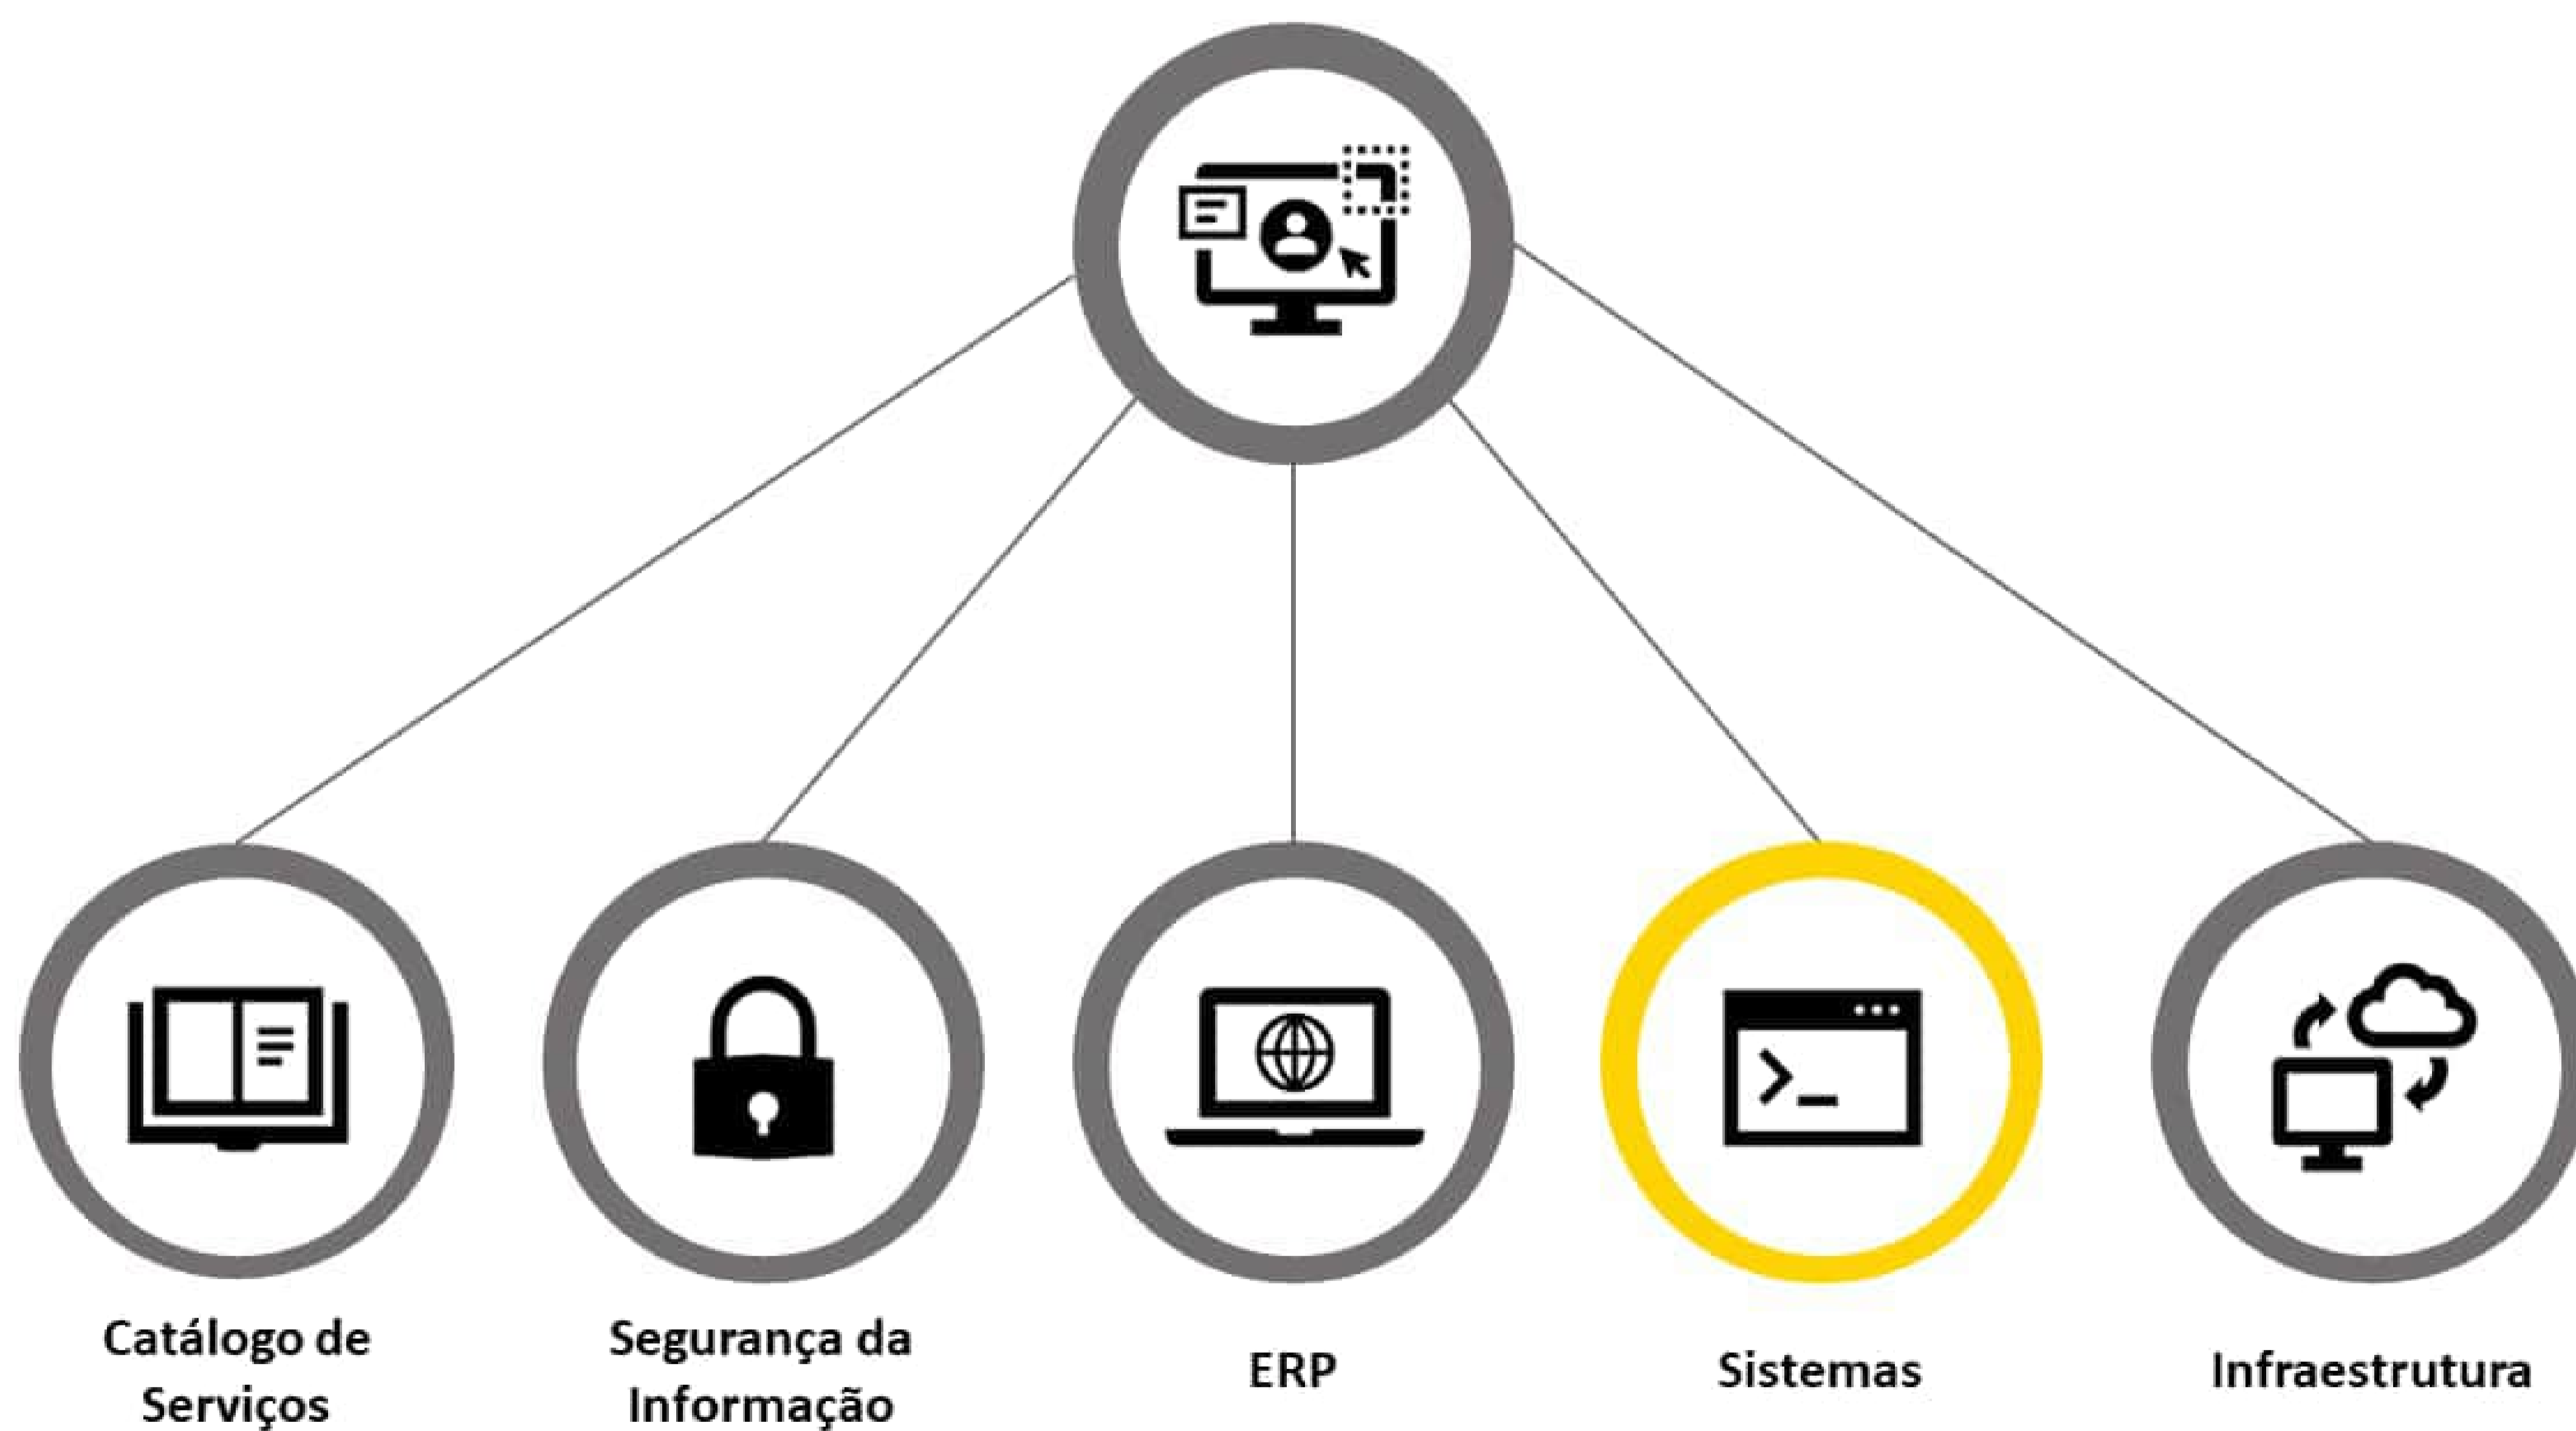 Catálogo de
Serviços
Segurança da
Informação
ERP
Sistemas
Infraestrutura